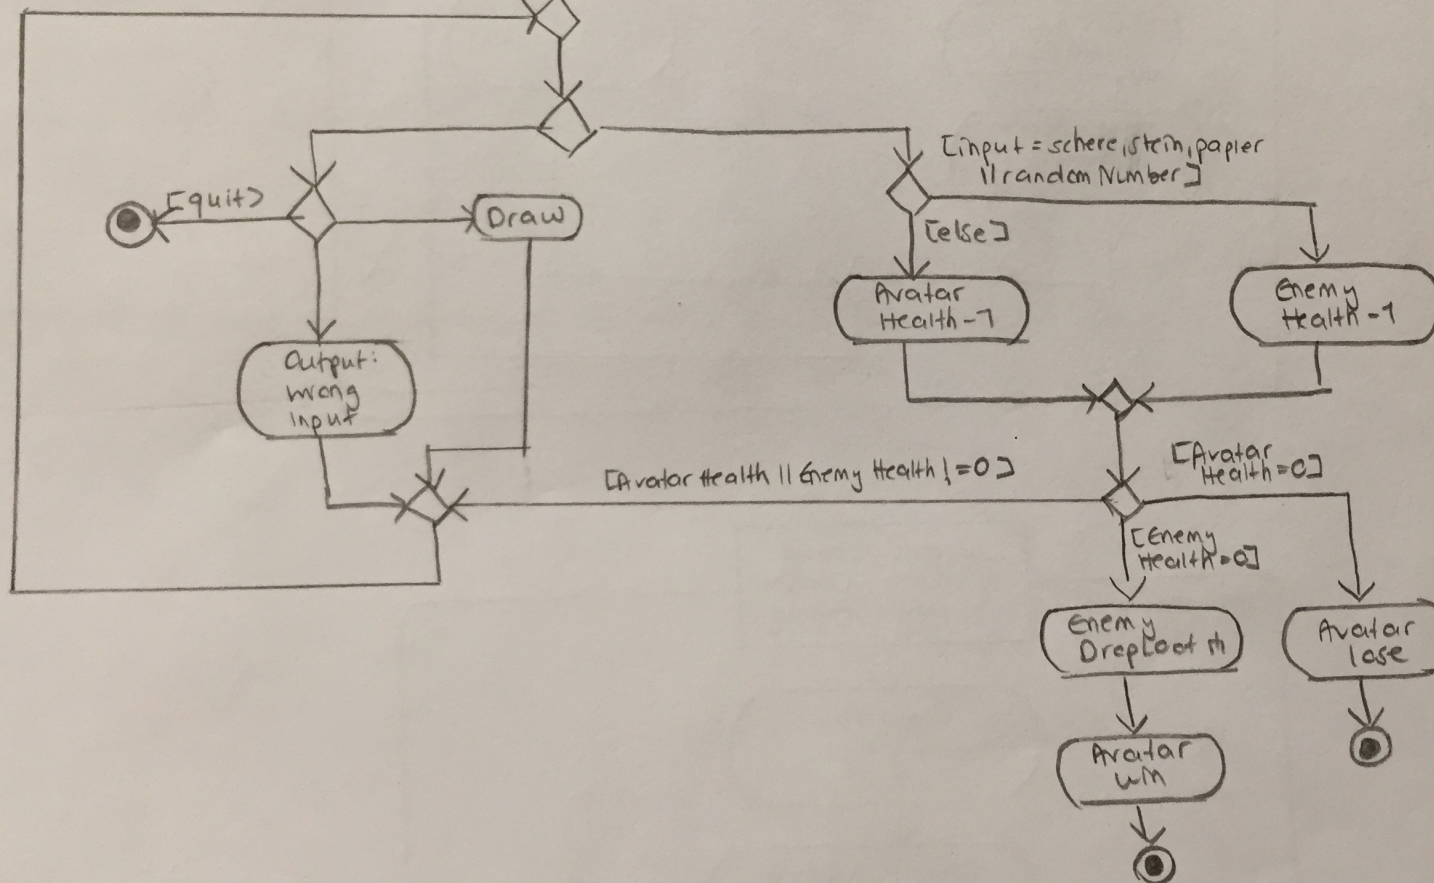 [input = schere, stein, papier
|| random Number]
[quit>
Draw
[else]
Avatar
Health -1
Enemy
Health -1
Output:
wrong
input
[Avatar Health || Enemy Health != 0]
[Avatar
Health = 0]
[Enemy
Health = 0]
Enemy
Drop Loot
Avatar
lose
Avatar
win